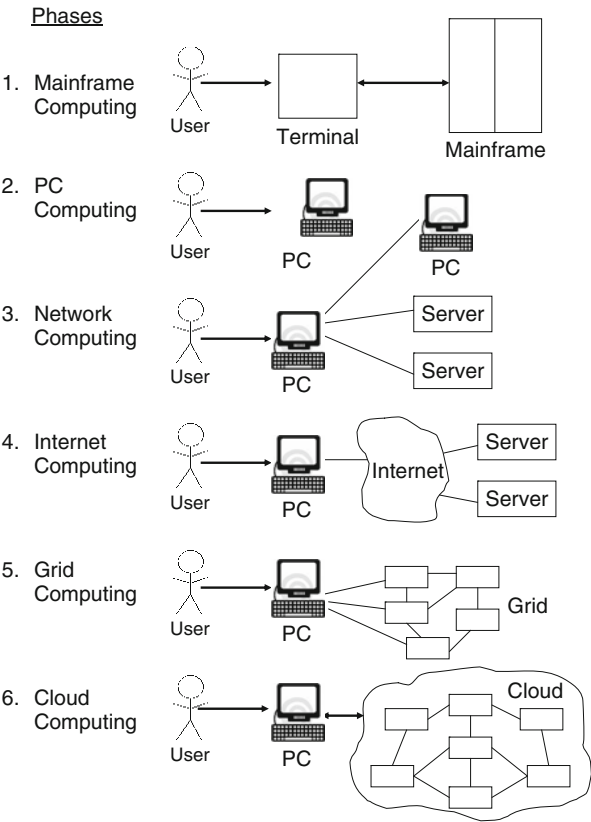 Phases
1. Mainframe
Computing
User
Terminal
Mainframe
2. PC
Computing
User
PC
PC
3. Network
Computing
User
PC
Server
Server
4. Internet
Computing
User
PC
Internet
Server
Server
5. Grid
Computing
User
PC
Grid
6. Cloud
Computing
User
PC
Cloud